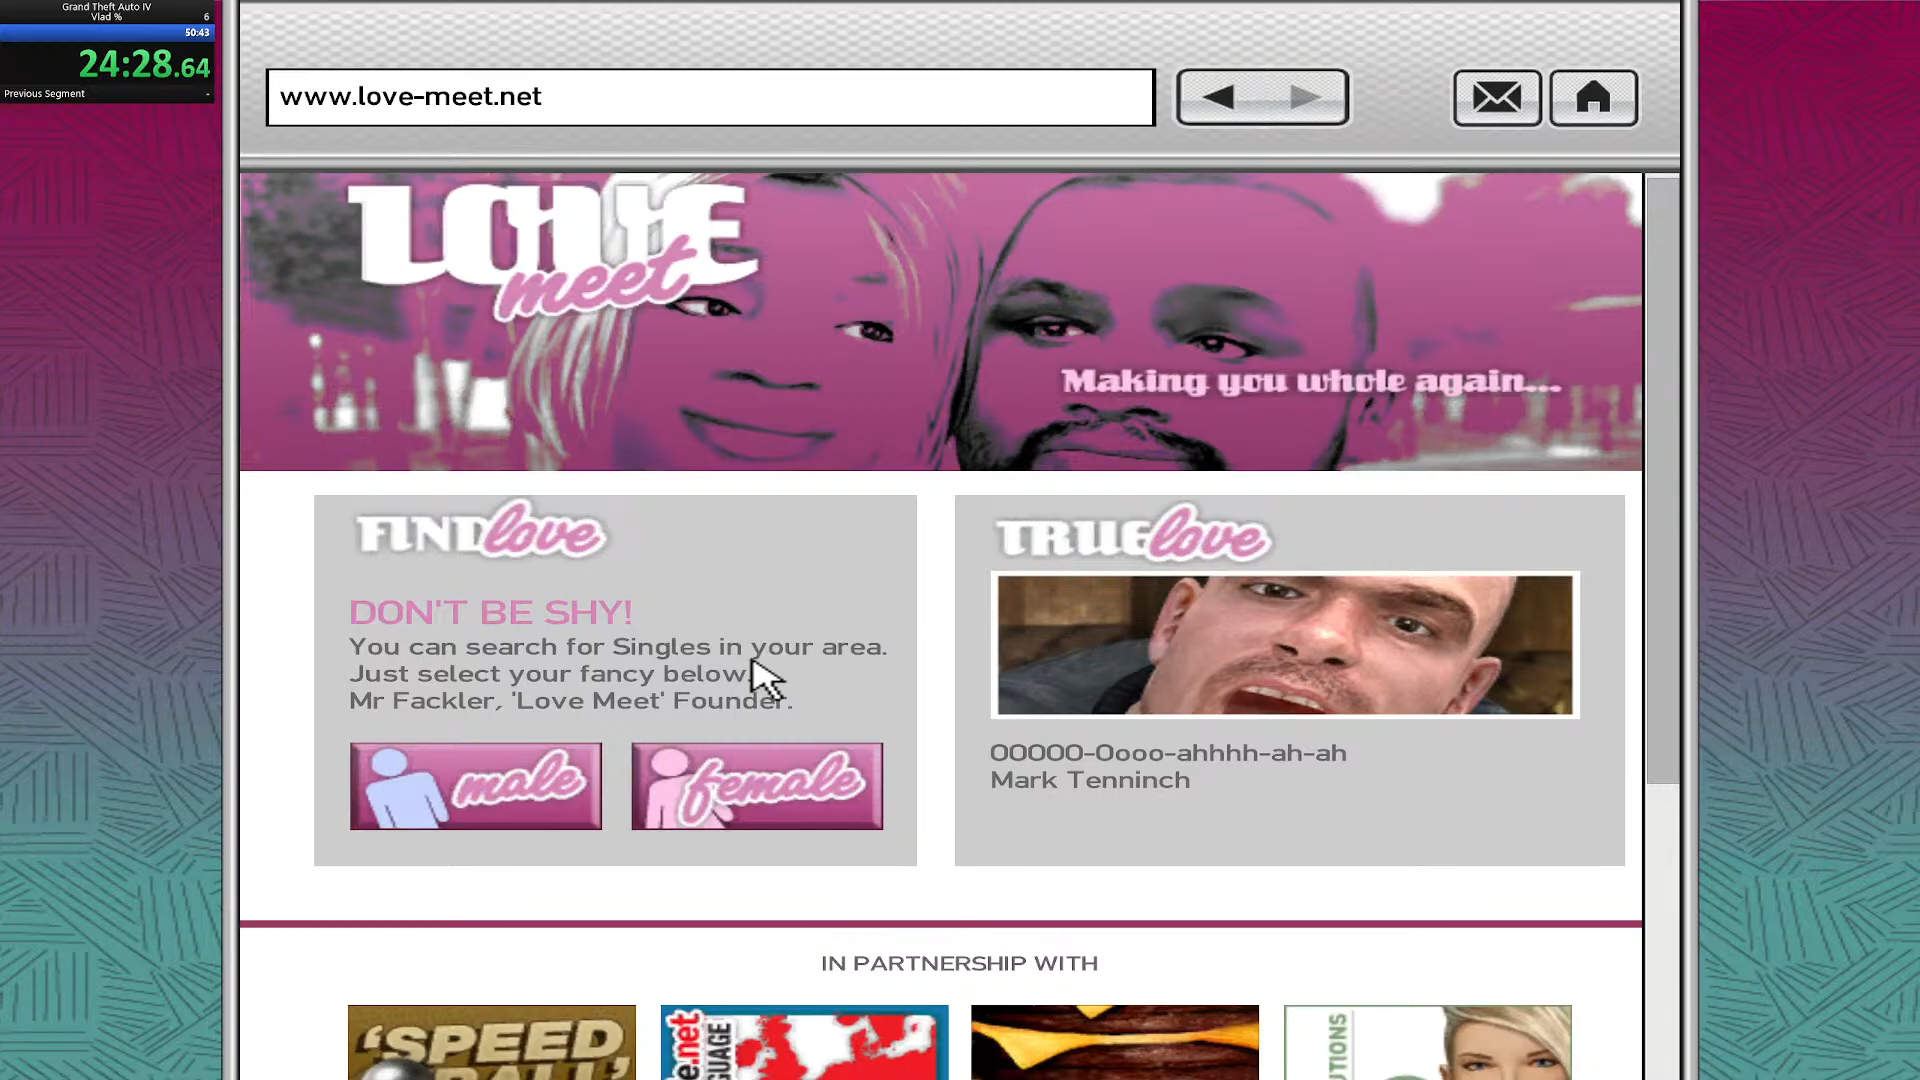 Grand Theft Auto IV
Vlad %
6
50:43
24:28.64
Previous Segment
-
www.love-meet.net
LOVE
meet
Making you whole again...
FIND love
DON'T BE SHY!
You can search for Singles in your area.
Just select your fancy below.
Mr Fackler, 'Love Meet' Founder.
male
female
TRUE love
OOOOO-Oooo-ahhhh-ah-ah
Mark Tenninch
IN PARTNERSHIP WITH
'SPEED
BALL'